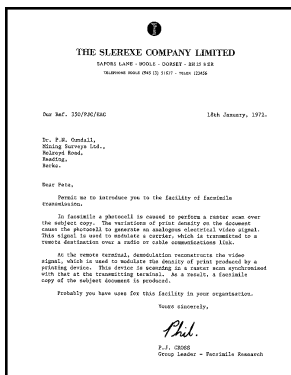 THE SLEREXE COMPANY LIMITED
SAPORS LANE - BOOLE - DORSET - BH 25 8 ER
TELEPHONE BOOLE (945 13) 51617 - TELEX 123456
Our Ref. 350/PJC/EAC
18th January, 1972.
Dr. P.N. Cundall,
Mining Surveys Ltd.,
Holroyd Road,
Reading,
Berks.
Dear Pete,
Permit me to introduce you to the facility of facsimile
transmission.
In facsimile a photocell is caused to perform a raster scan over
the subject copy. The variations of print density on the document
cause the photocell to generate an analogous electrical video signal.
This signal is used to modulate a carrier, which is transmitted to a
remote destination over a radio or cable communications link.
At the remote terminal, demodulation reconstructs the video
signal, which is used to modulate the density of print produced by a
printing device. This device is scanning in a raster scan synchronised
with that at the transmitting terminal. As a result, a facsimile
copy of the subject document is produced.
Probably you have uses for this facility in your organisation.
Yours sincerely,
Phil.
P.J. CROSS
Group Leader - Facsimile Research